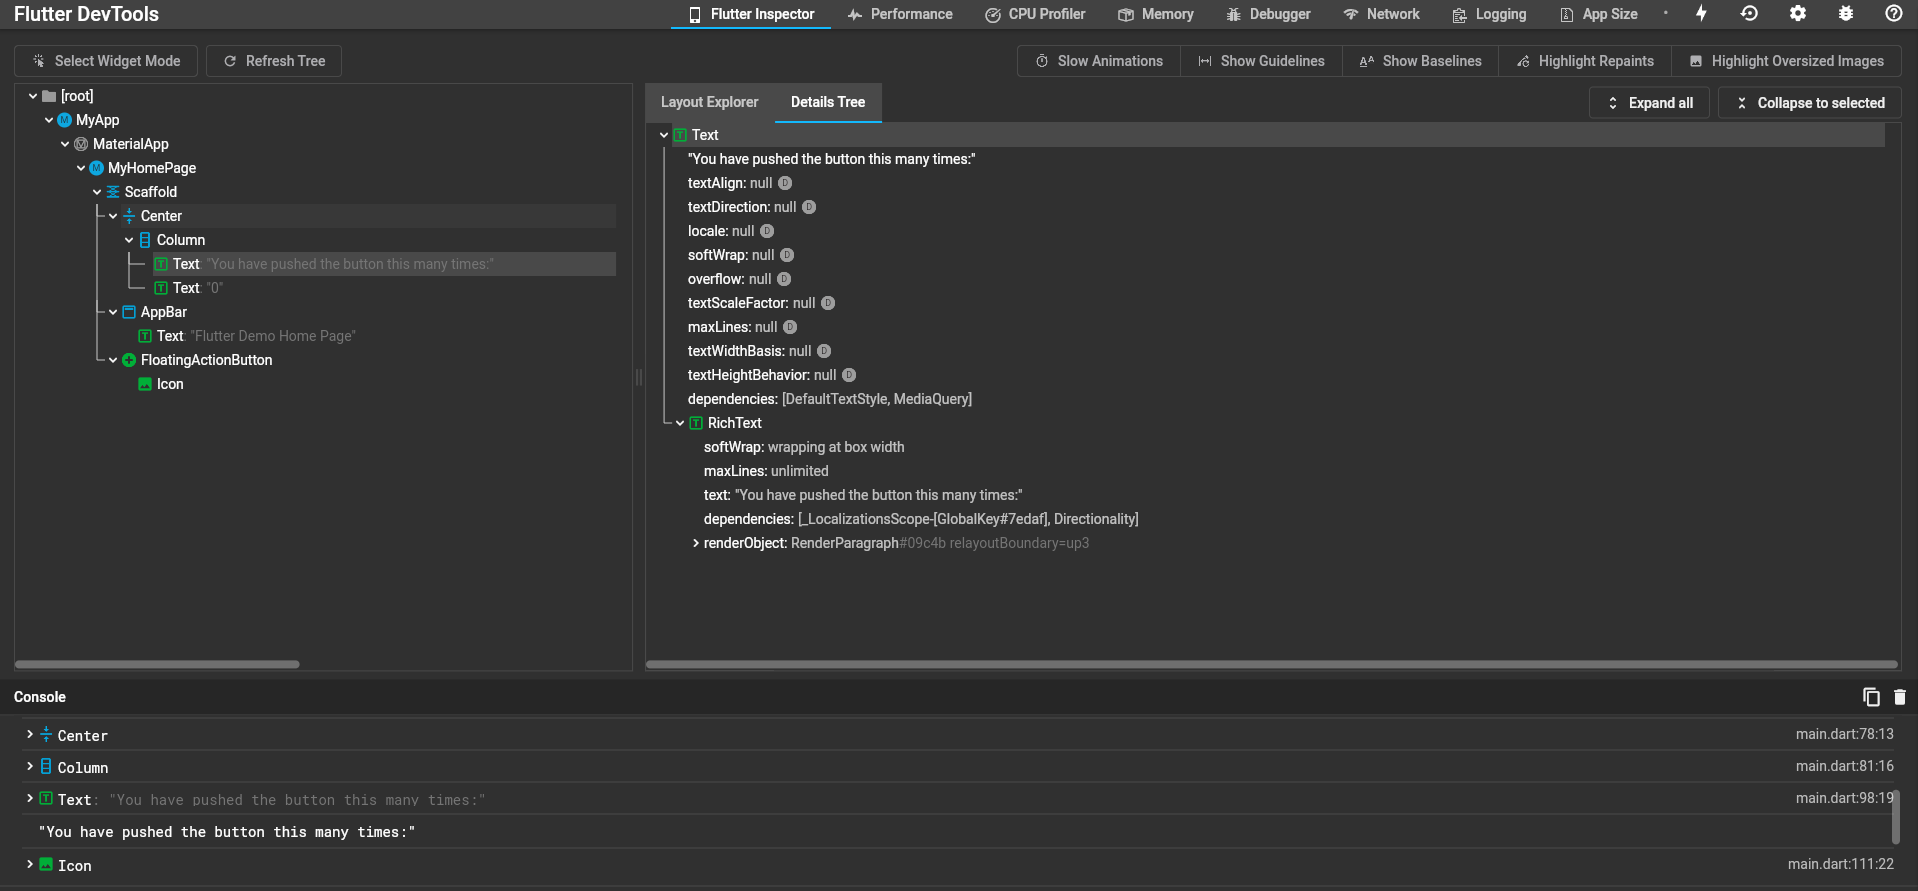 Flutter DevTools
Flutter Inspector Performance CPU Profiler Memory Debugger Network Logging App Size
Select Widget Mode Refresh Tree Slow Animations Show Guidelines Show Baselines Highlight Repaints Highlight Oversized Images
[root]
MyApp
MaterialApp
MyHomePage
Scaffold
Center
Column
Text: "You have pushed the button this many times:"
Text: "0"
AppBar
Text: "Flutter Demo Home Page"
FloatingActionButton
Icon
Layout Explorer Details Tree Expand all Collapse to selected
Text
"You have pushed the button this many times:"
textAlign: null D
textDirection: null D
locale: null D
softWrap: null D
overflow: null D
textScaleFactor: null D
maxLines: null D
textWidthBasis: null D
textHeightBehavior: null D
dependencies: [DefaultTextStyle, MediaQuery]
RichText
softWrap: wrapping at box width
maxLines: unlimited
text: "You have pushed the button this many times:"
dependencies: [_LocalizationsScope-[GlobalKey#7edaf], Directionality]
renderObject: RenderParagraph#09c4b relayoutBoundary=up3
Console
Center main.dart:78:13
Column main.dart:81:16
Text: "You have pushed the button this many times:" main.dart:98:19
"You have pushed the button this many times:"
Icon main.dart:111:22